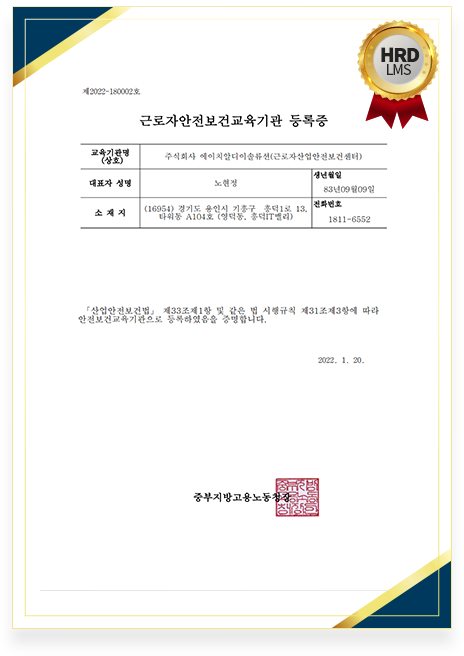 HRD
LMS
제2022-180002호
근로자안전보건교육기관 등록증
교육기관명
(상호)
주식회사 에이치알디이솔류션(근로자산업안전보건센터)
대표자 성명
노현정
생년월일
83년09월09일
소 재 지
(16954) 경기도 용인시 기흥구 흥덕1로 13,
타워동 A104호 (영덕동, 흥덕IT밸리)
전화번호
1811-6552
「산업안전보건법」 제33조제1항 및 같은 법 시행규칙 제31조제3항에 따라
안전보건교육기관으로 등록하였음을 증명합니다.
2022. 1. 20.
중부지방고용노동청장